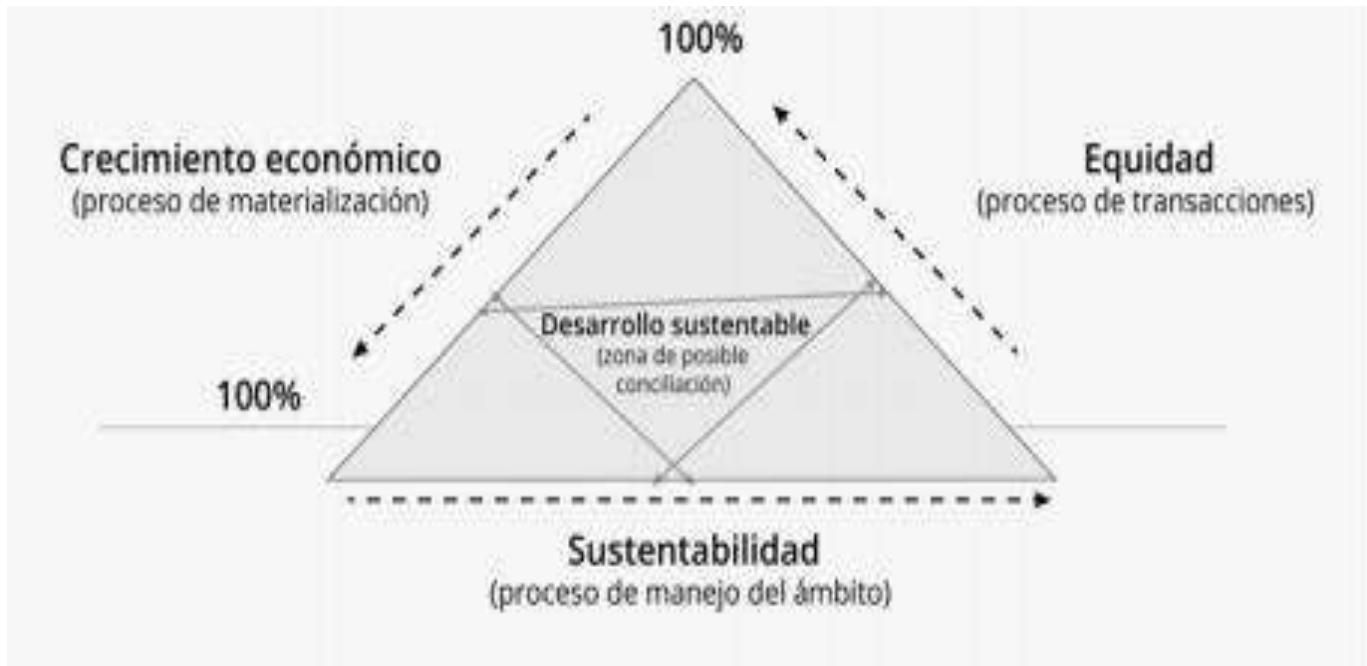 100%
Crecimiento económico
(proceso de materialización)
Equidad
(proceso de transacciones)
Desarrollo sustentable
(zona de posible
conciliación)
100%
Sustentabilidad
(proceso de manejo del ámbito)